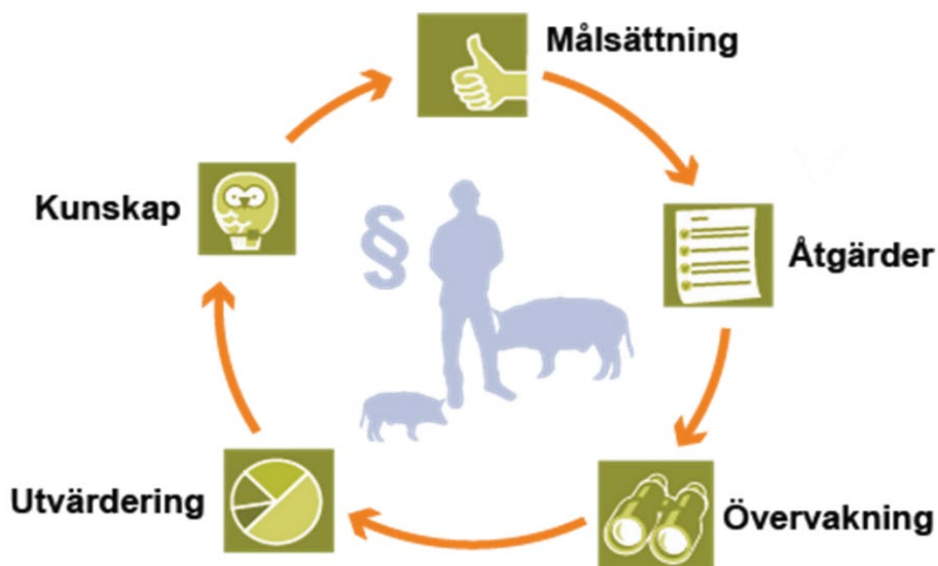 Målsättning
Åtgärder
Övervakning
Utvärdering
Kunskap
§